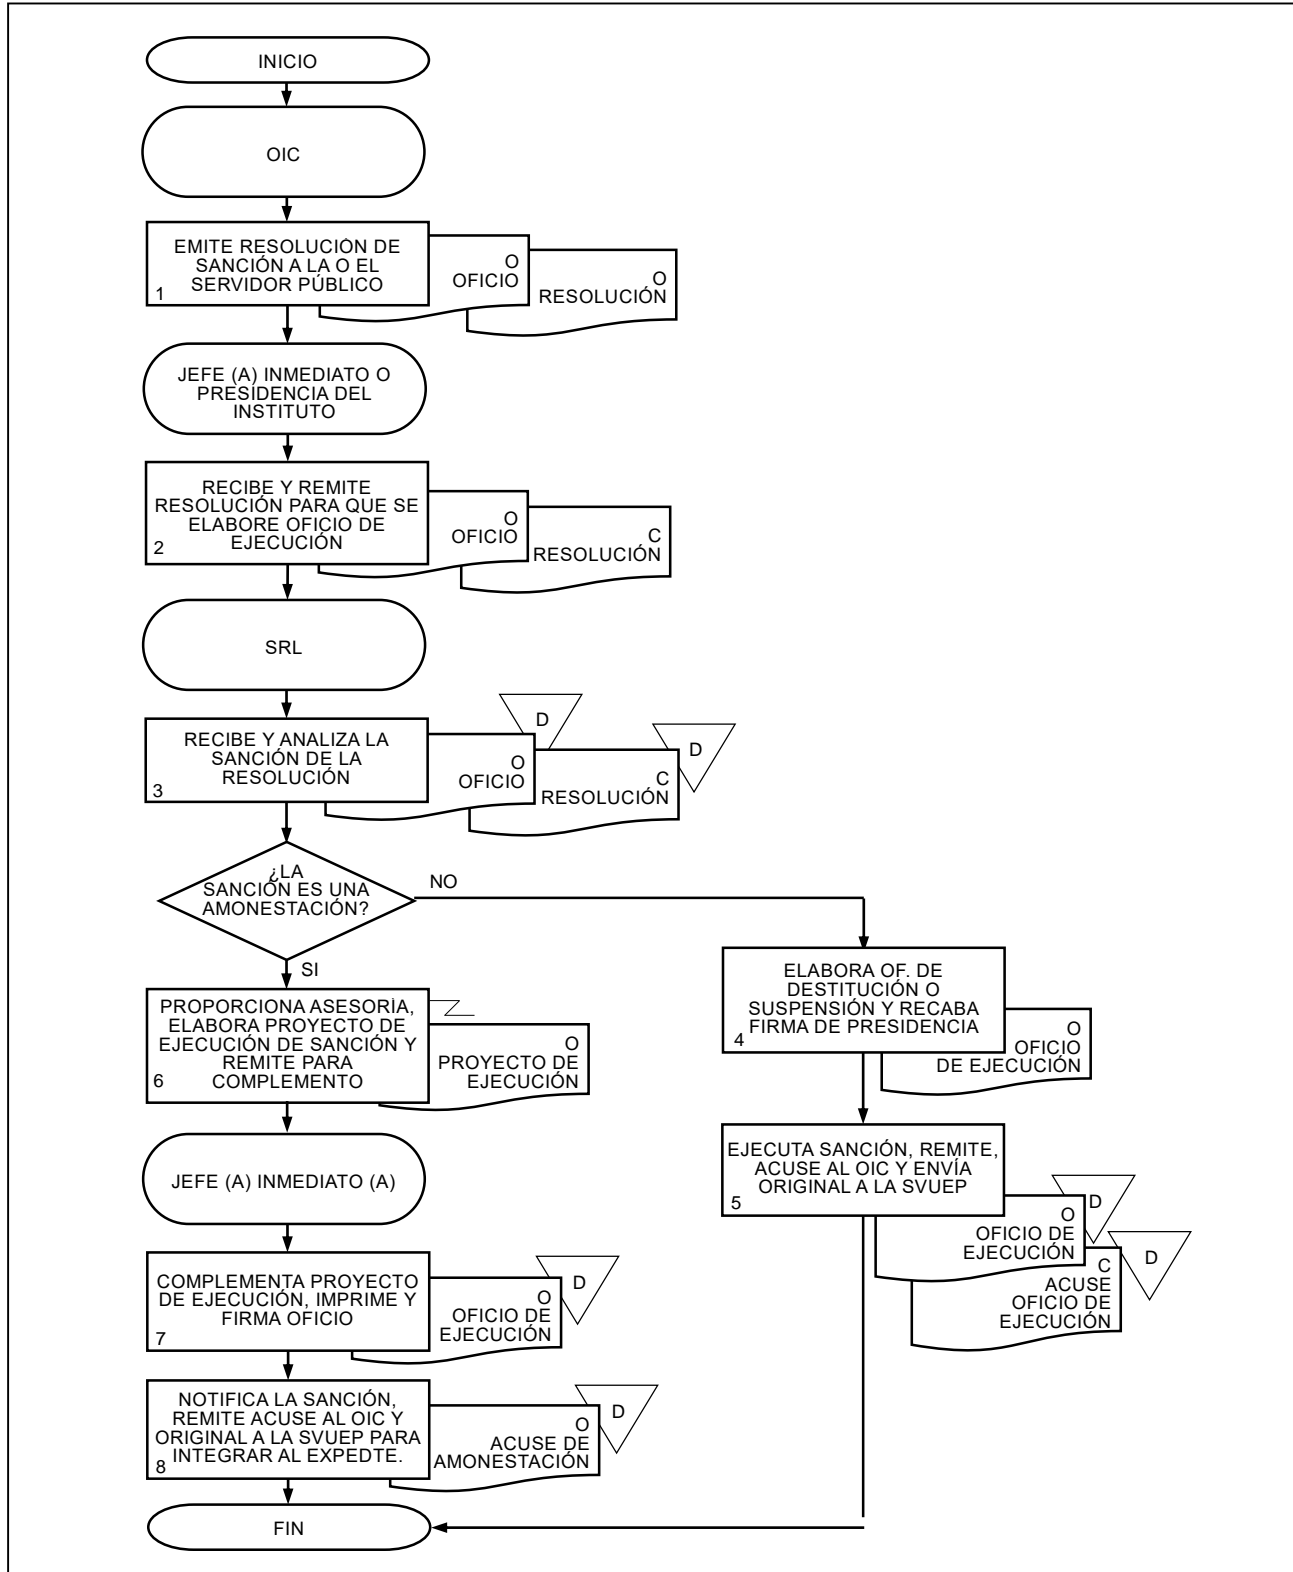 INICIO
OIC
EMITE RESOLUCIÓN DE
SANCIÓN A LA O EL
SERVIDOR PÚBLICO
1
O
OFICIO
O
RESOLUCIÓN
JEFE (A) INMEDIATO O
PRESIDENCIA DEL
INSTITUTO
RECIBE Y REMITE
RESOLUCIÓN PARA QUE SE
ELABORE OFICIO DE
EJECUCIÓN
2
O
OFICIO
C
RESOLUCIÓN
SRL
RECIBE Y ANALIZA LA
SANCIÓN DE LA
RESOLUCIÓN
3
O
OFICIO
D
C
RESOLUCIÓN
D
¿LA
SANCIÓN ES UNA
AMONESTACIÓN?
NO
SI
ELABORA OF. DE
DESTITUCIÓN O
SUSPENSIÓN Y RECABA
FIRMA DE PRESIDENCIA
4
O
OFICIO
DE EJECUCIÓN
EJECUTA SANCIÓN, REMITE,
ACUSE AL OIC Y ENVÍA
ORIGINAL A LA SVUEP
5
O
OFICIO DE
EJECUCIÓN
D
C
ACUSE
OFICIO DE
EJECUCIÓN
D
PROPORCIONA ASESORÍA,
ELABORA PROYECTO DE
EJECUCIÓN DE SANCIÓN Y
REMITE PARA
COMPLEMENTO
6
O
PROYECTO DE
EJECUCIÓN
JEFE (A) INMEDIATO (A)
COMPLEMENTA PROYECTO
DE EJECUCIÓN, IMPRIME Y
FIRMA OFICIO
7
O
OFICIO DE
EJECUCIÓN
D
NOTIFICA LA SANCIÓN,
REMITE ACUSE AL OIC Y
ORIGINAL A LA SVUEP PARA
INTEGRAR AL EXPEDTE.
8
O
ACUSE DE
AMONESTACIÓN
D
FIN